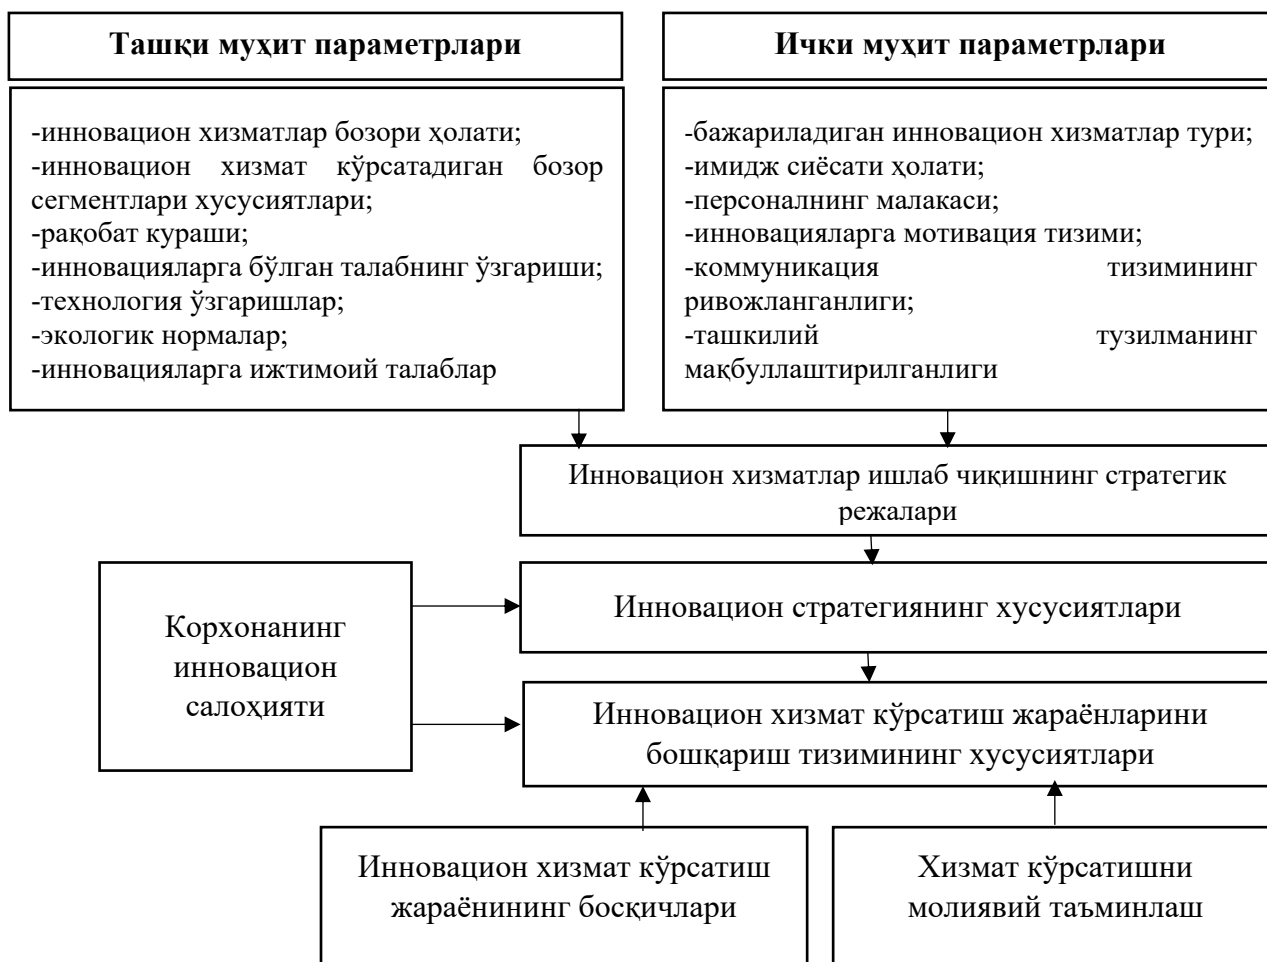 Ташқи муҳит параметрлари
Ички муҳит параметрлари
-инновацион хизматлар бозори ҳолати;
-инновацион хизмат кўрсатадиган бозор
сегментлари хусусиятлари;
-рақобат кураши;
-инновацияларга бўлган талабнинг ўзгариши;
-технология ўзгаришлар;
-экологик нормалар;
-инновацияларга ижтимоий талаблар
-бажариладиган инновацион хизматлар тури;
-имидж сиёсати ҳолати;
-персоналнинг малакаси;
-инновацияларга мотивация тизими;
-коммуникация тизимининг
ривожланганлиги;
-ташкилий тузилманинг
мақбуллаштирилганлиги
Инновацион хизматлар ишлаб чиқишнинг стратегик
режалари
Корхонанинг
инновацион
салоҳияти
Инновацион стратегиянинг хусусиятлари
Инновацион хизмат кўрсатиш жараёнларини
бошқариш тизимининг хусусиятлари
Инновацион хизмат кўрсатиш
жараёнининг босқичлари
Хизмат кўрсатишни
молиявий таъминлаш